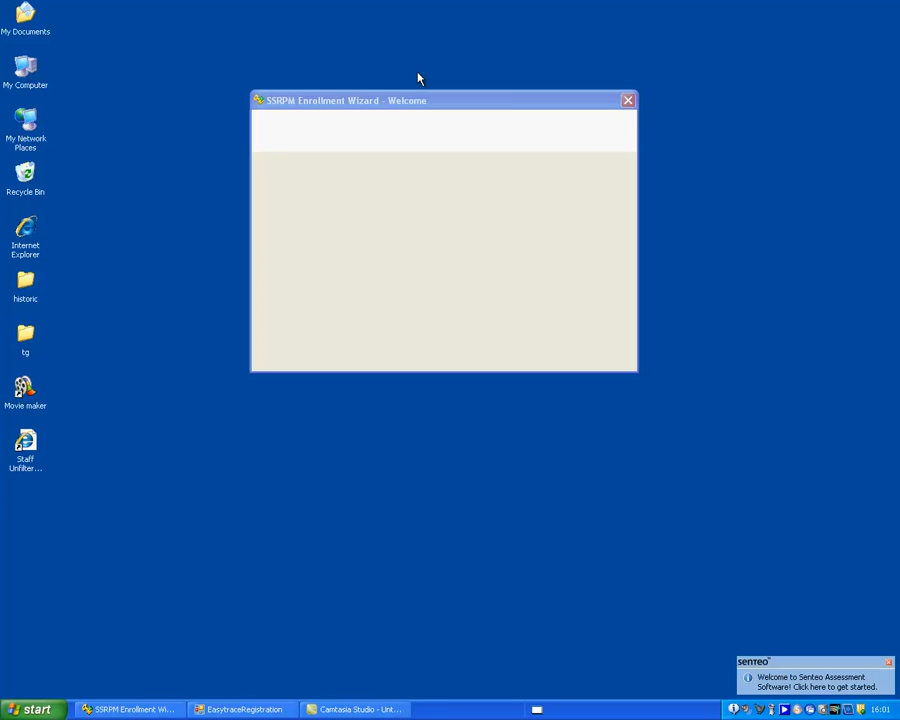 My Documents
My Computer
My Network
Places
Recycle Bin
Internet
Explorer
historic
tg
Movie maker
Staff
Unfilter...
SSRPM Enrollment Wizard - Welcome
senteo™
Welcome to Senteo Assessment
Software! Click here to get started.
start
SSRPM Enrollment Wi...
EasytraceRegistration
Camtasia Studio - Unt...
16:01